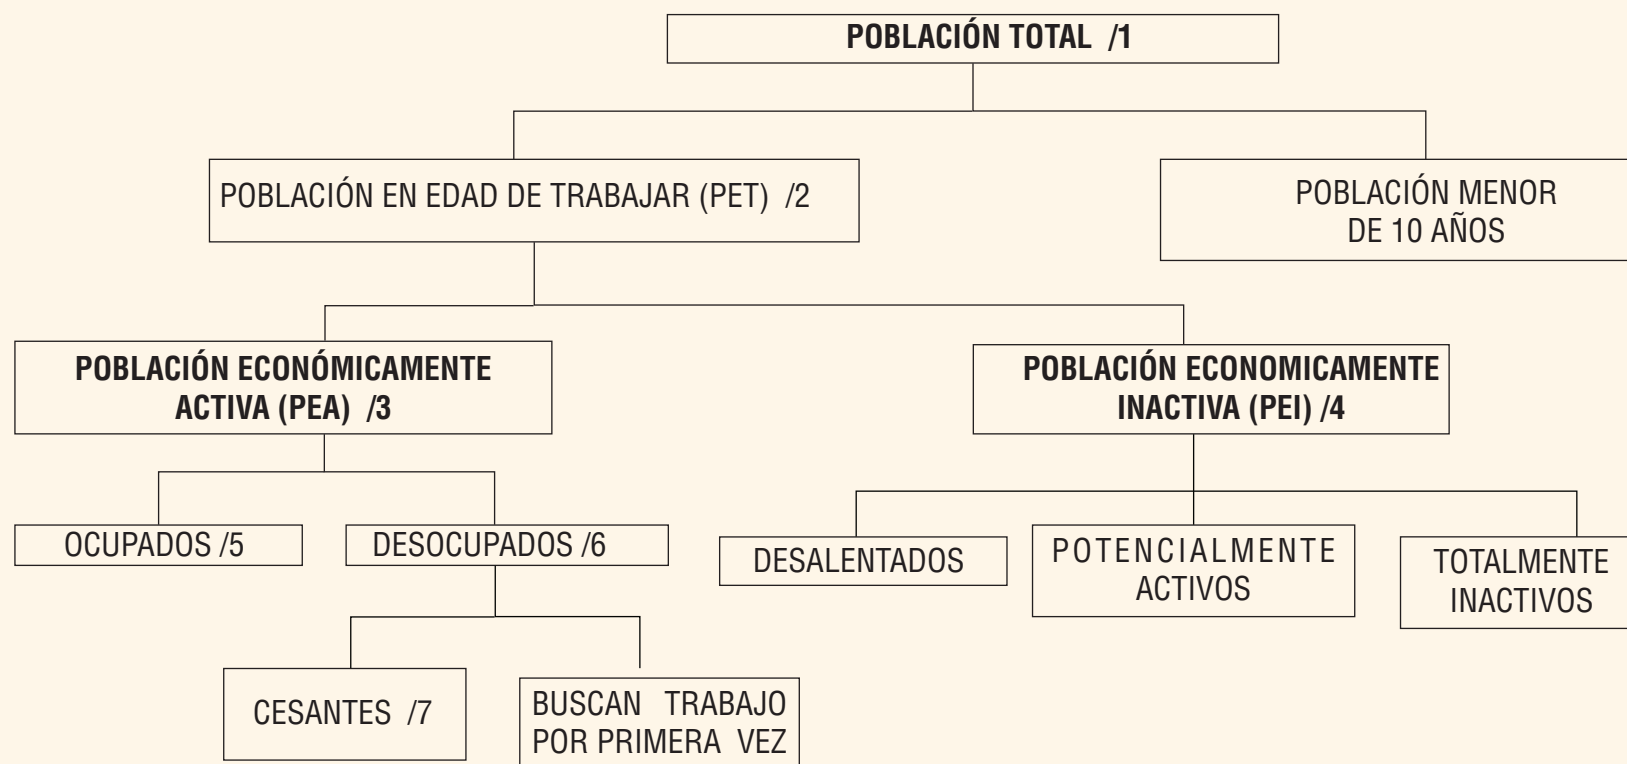 POBLACIÓN TOTAL /1
POBLACIÓN EN EDAD DE TRABAJAR (PET) /2
POBLACIÓN MENOR
DE 10 AÑOS
POBLACIÓN ECONÓMICAMENTE
ACTIVA (PEA) /3
POBLACIÓN ECONOMICAMENTE
INACTIVA (PEI) /4
OCUPADOS /5
DESOCUPADOS /6
DESALENTADOS
POTENCIALMENTE
ACTIVOS
TOTALMENTE
INACTIVOS
CESANTES /7
BUSCAN TRABAJO
POR PRIMERA VEZ